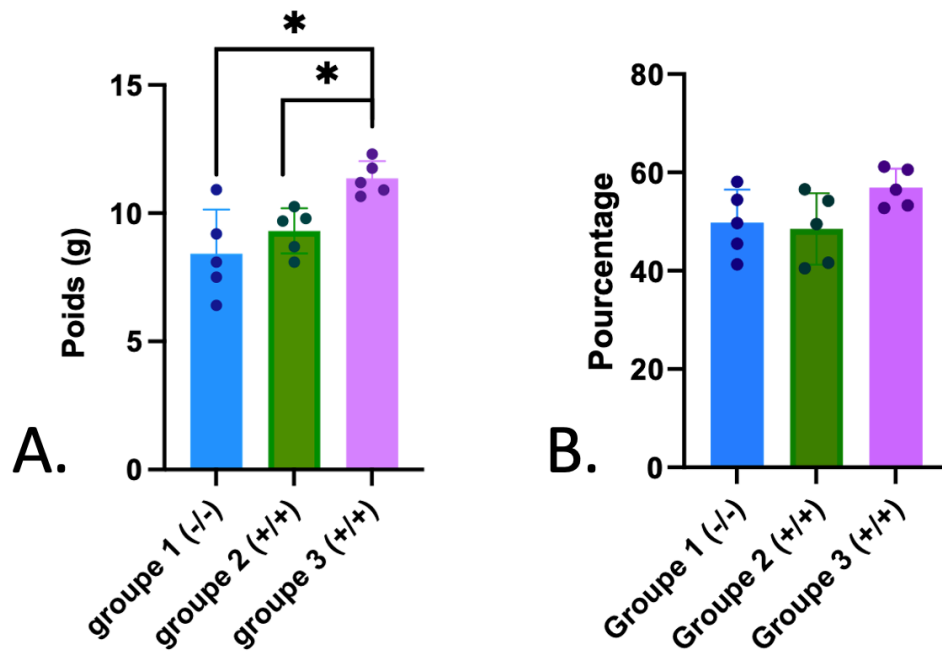 A.
Poids (g)
15
10
5
0
*
*
groupe 1 (-/-)
groupe 2 (+/+)
groupe 3 (+/+)
B.
Pourcentage
80
60
40
20
0
Groupe 1 (-/-)
Groupe 2 (+/+)
Groupe 3 (+/+)